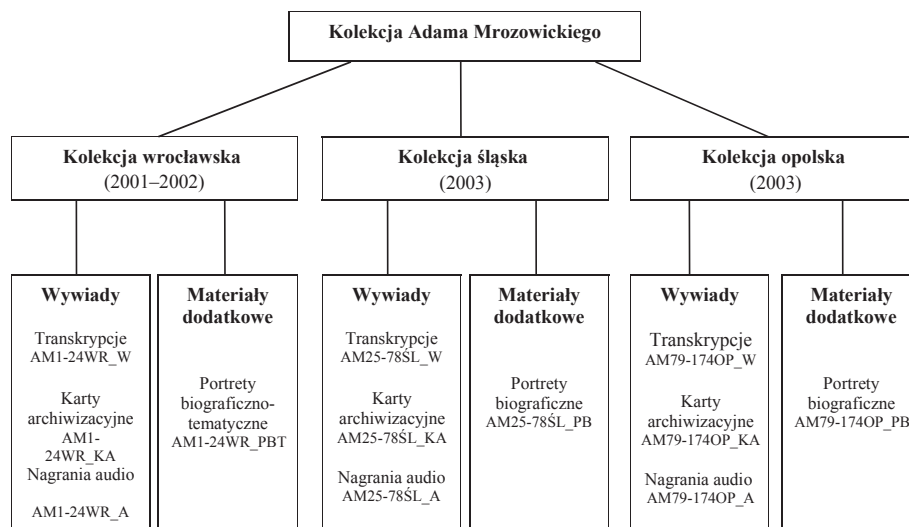 Kolekcja Adama Mrozowickiego
Kolekcja wrocławska
(2001–2002)
Kolekcja śląska
(2003)
Kolekcja opolska
(2003)
Wywiady
Transkrypcje
AM1-24WR_W
Karty
archiwizacyjne
AM1-
24WR_KA
Nagrania audio
AM1-24WR_A
Materiały
dodatkowe
Portrety
biograficzno-
tematyczne
AM1-24WR_PBT
Wywiady
Transkrypcje
AM25-78ŚL_W
Karty
archiwizacyjne
AM25-78ŚL_KA
Nagrania audio
AM25-78ŚL_A
Materiały
dodatkowe
Portrety
biograficzne
AM25-78ŚL_PB
Wywiady
Transkrypcje
AM79-174OP_W
Karty
archiwizacyjne
AM79-174OP_KA
Nagrania audio
AM79-174OP_A
Materiały
dodatkowe
Portrety
biograficzne
AM79-174OP_PB